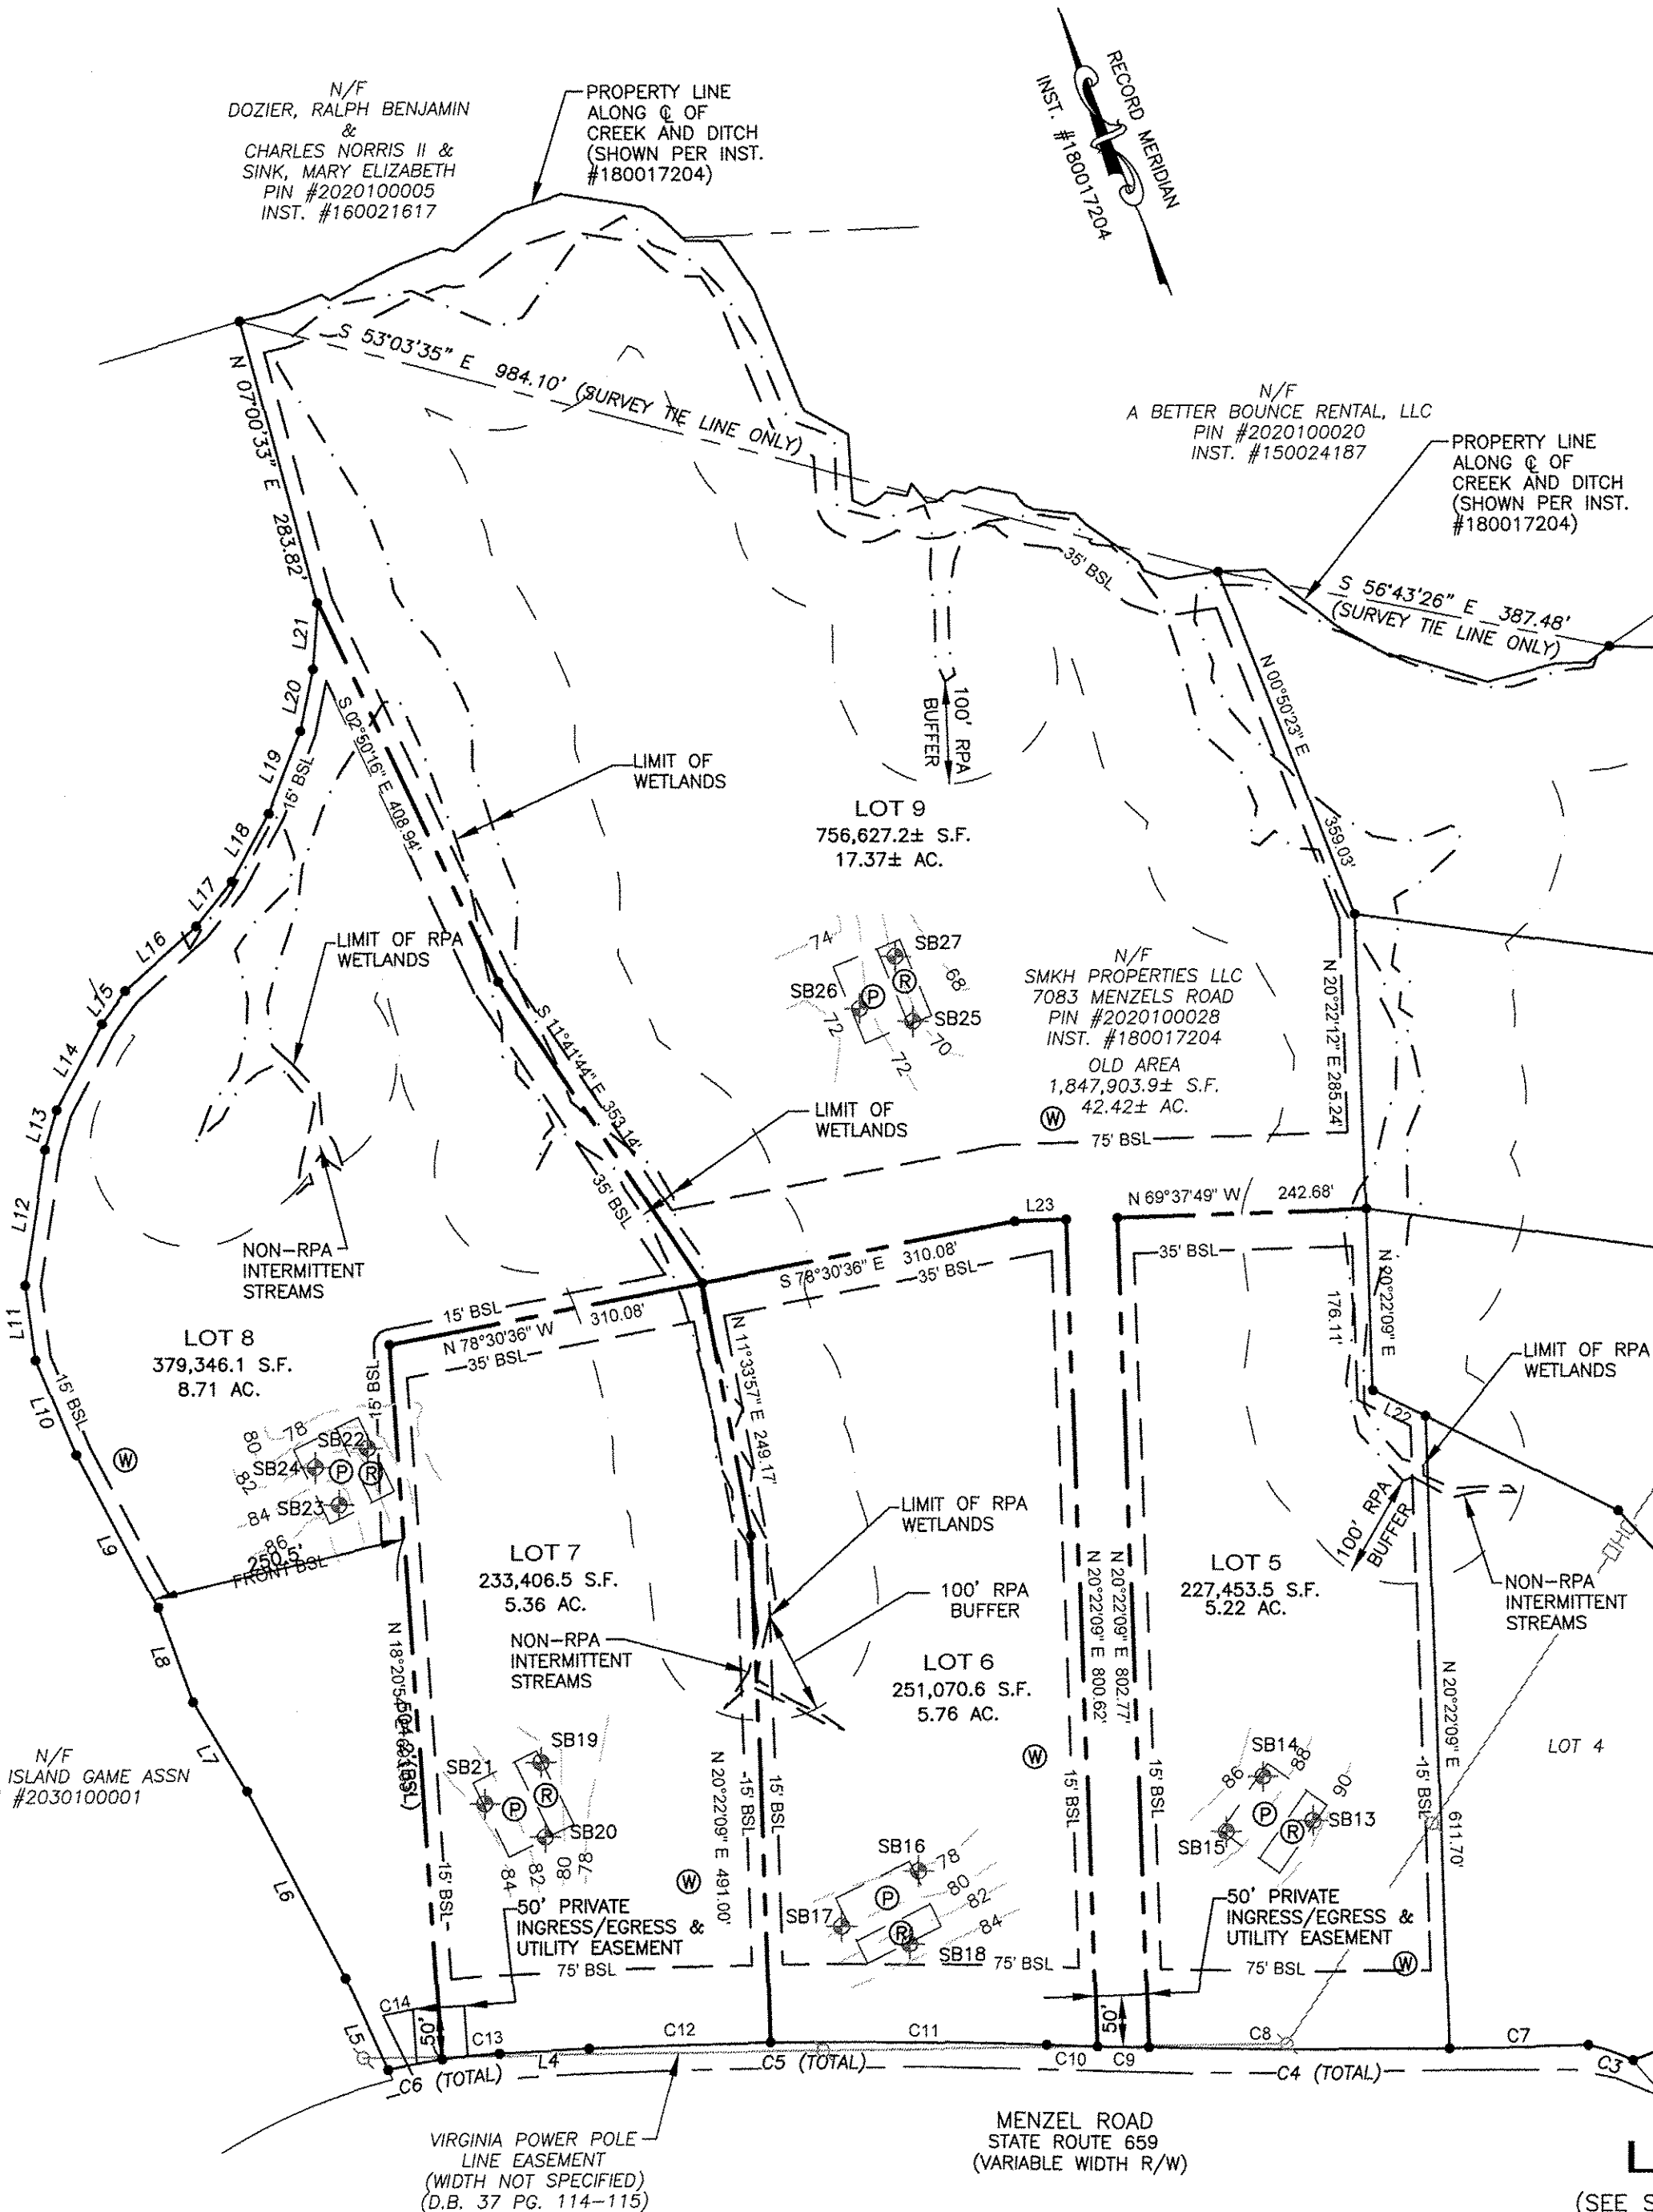 N/F
DOZIER, RALPH BENJAMIN
&
CHARLES NORRIS II &
SINK, MARY ELIZABETH
PIN #2020100005
INST. #160021617
PROPERTY LINE
ALONG ℄ OF
CREEK AND DITCH
(SHOWN PER INST.
#180017204)
RECORD MERIDIAN
INST. #180017204
S 53°03'35" E 984.10' (SURVEY TIE LINE ONLY)
N 07°00'33" E 283.82'
N/F
A BETTER BOUNCE RENTAL, LLC
PIN #2020100020
INST. #150024187
PROPERTY LINE
ALONG ℄ OF
CREEK AND DITCH
(SHOWN PER INST.
#180017204)
S 56°43'26" E 387.48'
(SURVEY TIE LINE ONLY)
35' BSL
L21
L20
L19
L18
L17
L16
L15
L14
L13
L12
L11
L10
L9
L8
L7
L6
L5
15' BSL
S 02°50'16" E 408.94'
LIMIT OF
WETLANDS
100' RPA
BUFFER
N 00°50'23" E
359.03'
LOT 9
756,627.2± S.F.
17.37± AC.
LIMIT OF RPA
WETLANDS
74
SB27
68
SB26
P
R
SB25
72
70
72
N/F
SMKH PROPERTIES LLC
7083 MENZELS ROAD
PIN #2020100028
INST. #180017204
OLD AREA
1,847,903.9± S.F.
42.42± AC.
W
N 20°22'12" E 285.24'
S 11°41'44" E 353.14'
LIMIT OF
WETLANDS
75' BSL
35' BSL
NON-RPA
INTERMITTENT
STREAMS
L23
N 69°37'49" W 242.68'
S 78°30'36" E 310.08'
35' BSL
35' BSL
N 20°22'09" E
176.11'
15' BSL
N 78°30'36" W 310.08'
35' BSL
LOT 8
379,346.1 S.F.
8.71 AC.
15' BSL
15' BSL
N 11°33'57" E 249.17'
L22
LIMIT OF RPA
WETLANDS
W
80
78
SB22
SB24
P
R
82
SB23
84
86
250.5'
FRONT BSL
LIMIT OF RPA
WETLANDS
100' RPA
BUFFER
OHC
LOT 7
233,406.5 S.F.
5.36 AC.
100' RPA
BUFFER
LOT 5
227,453.5 S.F.
5.22 AC.
NON-RPA
INTERMITTENT
STREAMS
NON-RPA
INTERMITTENT
STREAMS
LOT 6
251,070.6 S.F.
5.76 AC.
N 20°22'09" E 800.62'
N 20°22'09" E 802.77'
N 20°22'09" E
611.70'
N/F
ISLAND GAME ASSN
#2030100001
SB19
SB21
P
R
SB20
84
82
80
78
15' BSL
N 20°22'09" E 491.00'
15' BSL
15' BSL
W
W
SB16
78
80
SB17
P
R
82
84
SB18
15' BSL
15' BSL
SB14
88
86
90
P
SB13
R
SB15
15' BSL
LOT 4
50' PRIVATE
INGRESS/EGRESS &
UTILITY EASEMENT
75' BSL
75' BSL
50' PRIVATE
INGRESS/EGRESS &
UTILITY EASEMENT
75' BSL
W
C14
50'
C13
L4
C12
C11
C10
50'
C9
C8
C7
C3
C6 (TOTAL)
C5 (TOTAL)
C4 (TOTAL)
VIRGINIA POWER POLE
LINE EASEMENT
(WIDTH NOT SPECIFIED)
(D.B. 37 PG. 114-115)
MENZEL ROAD
STATE ROUTE 659
(VARIABLE WIDTH R/W)
L
(SEE S